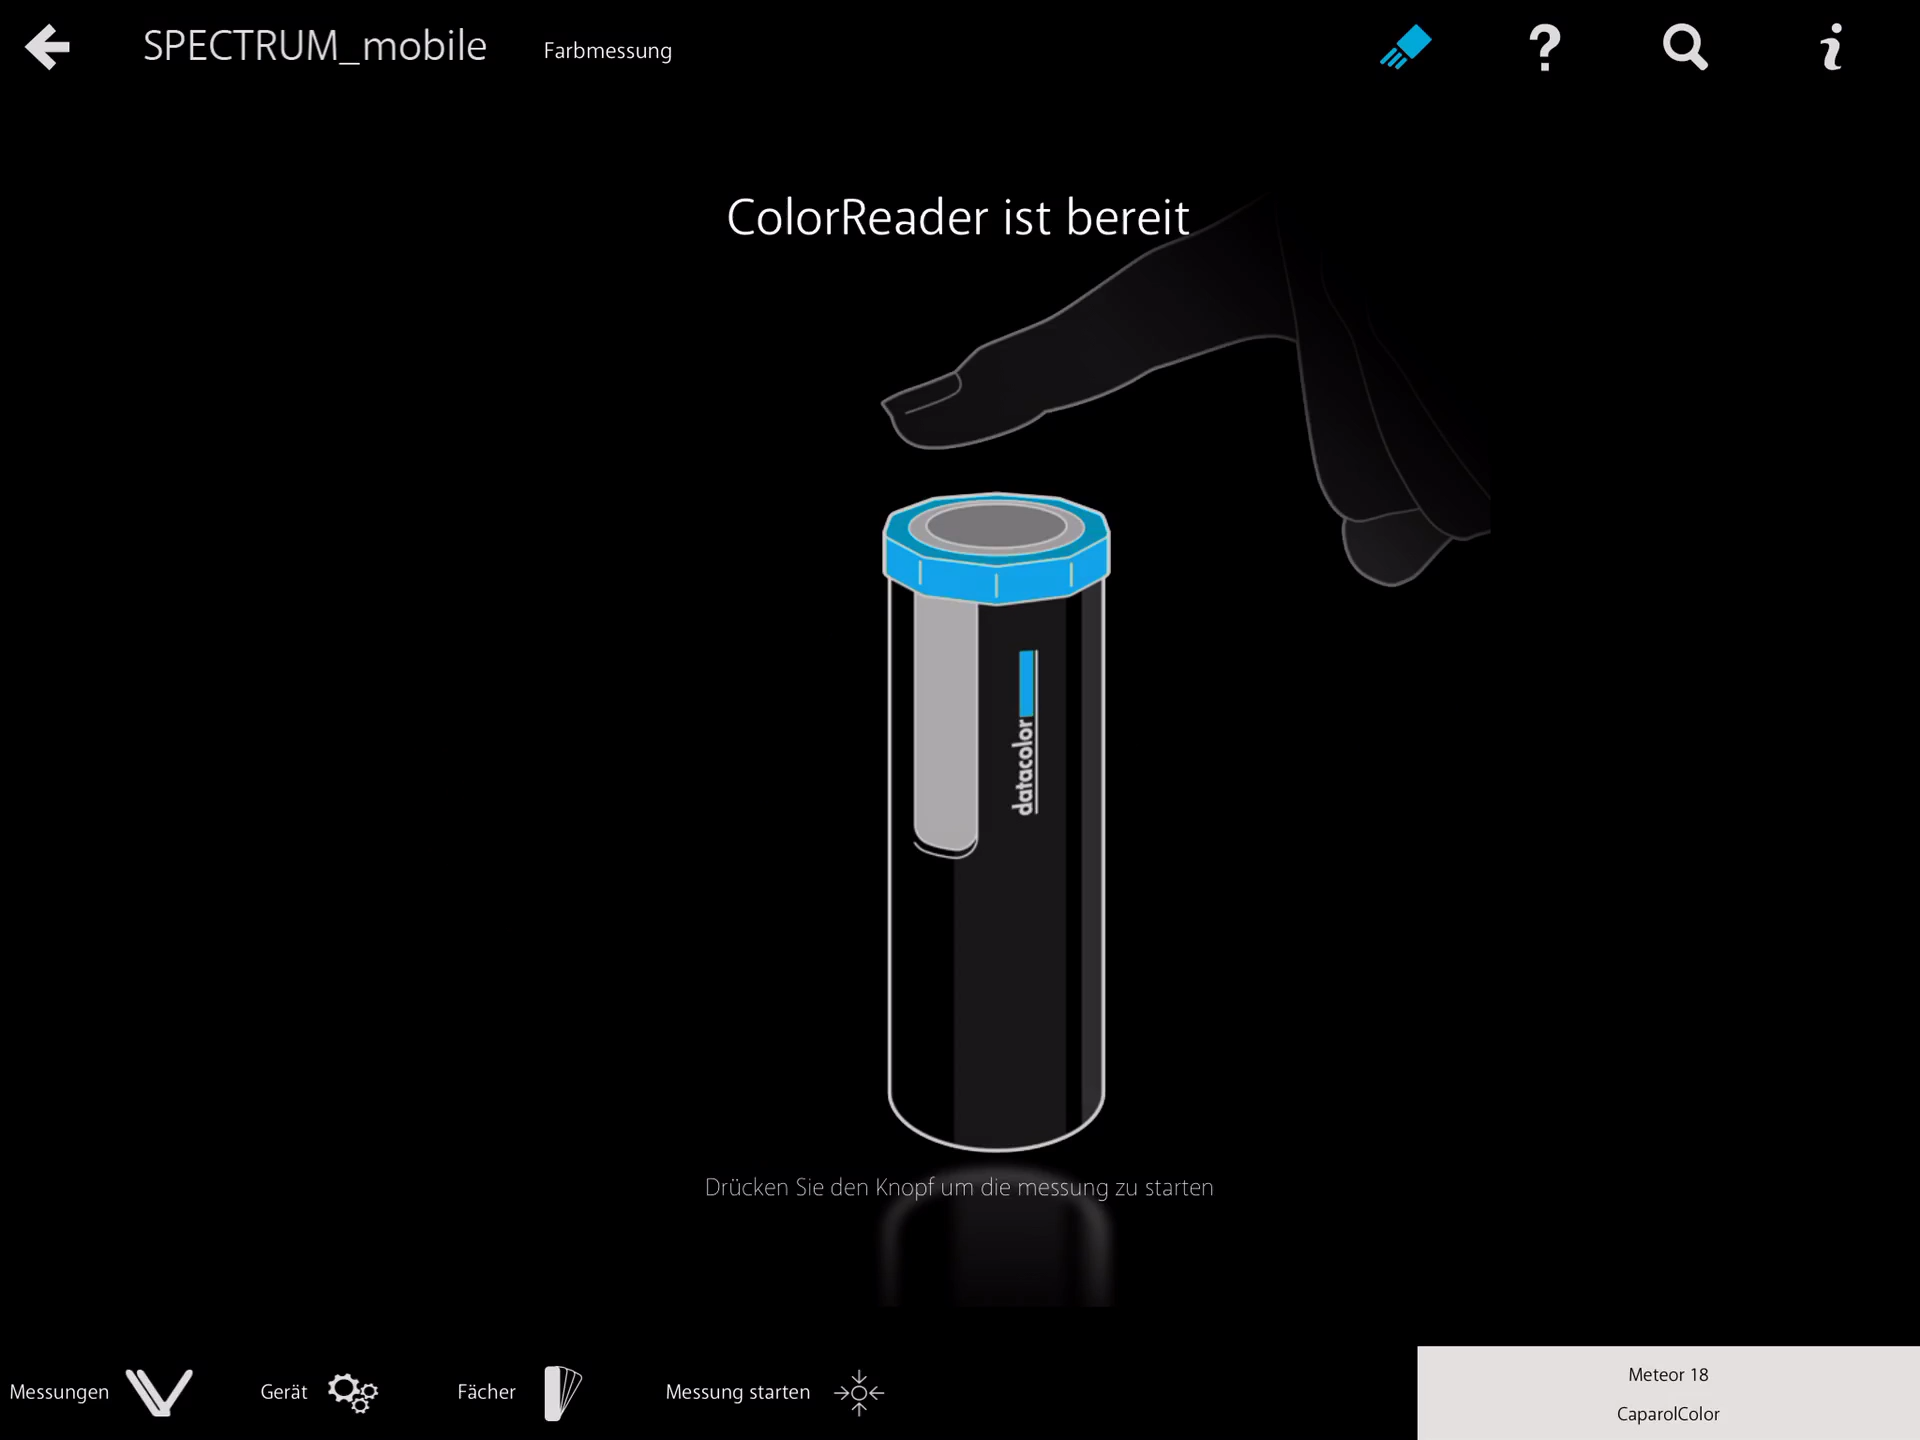 SPECTRUM_mobile
Farbmessung
ColorReader ist bereit
datacolor
Drücken Sie den Knopf um die messung zu starten
Messungen
Gerät
Fächer
Messung starten
Meteor 18
CaparolColor